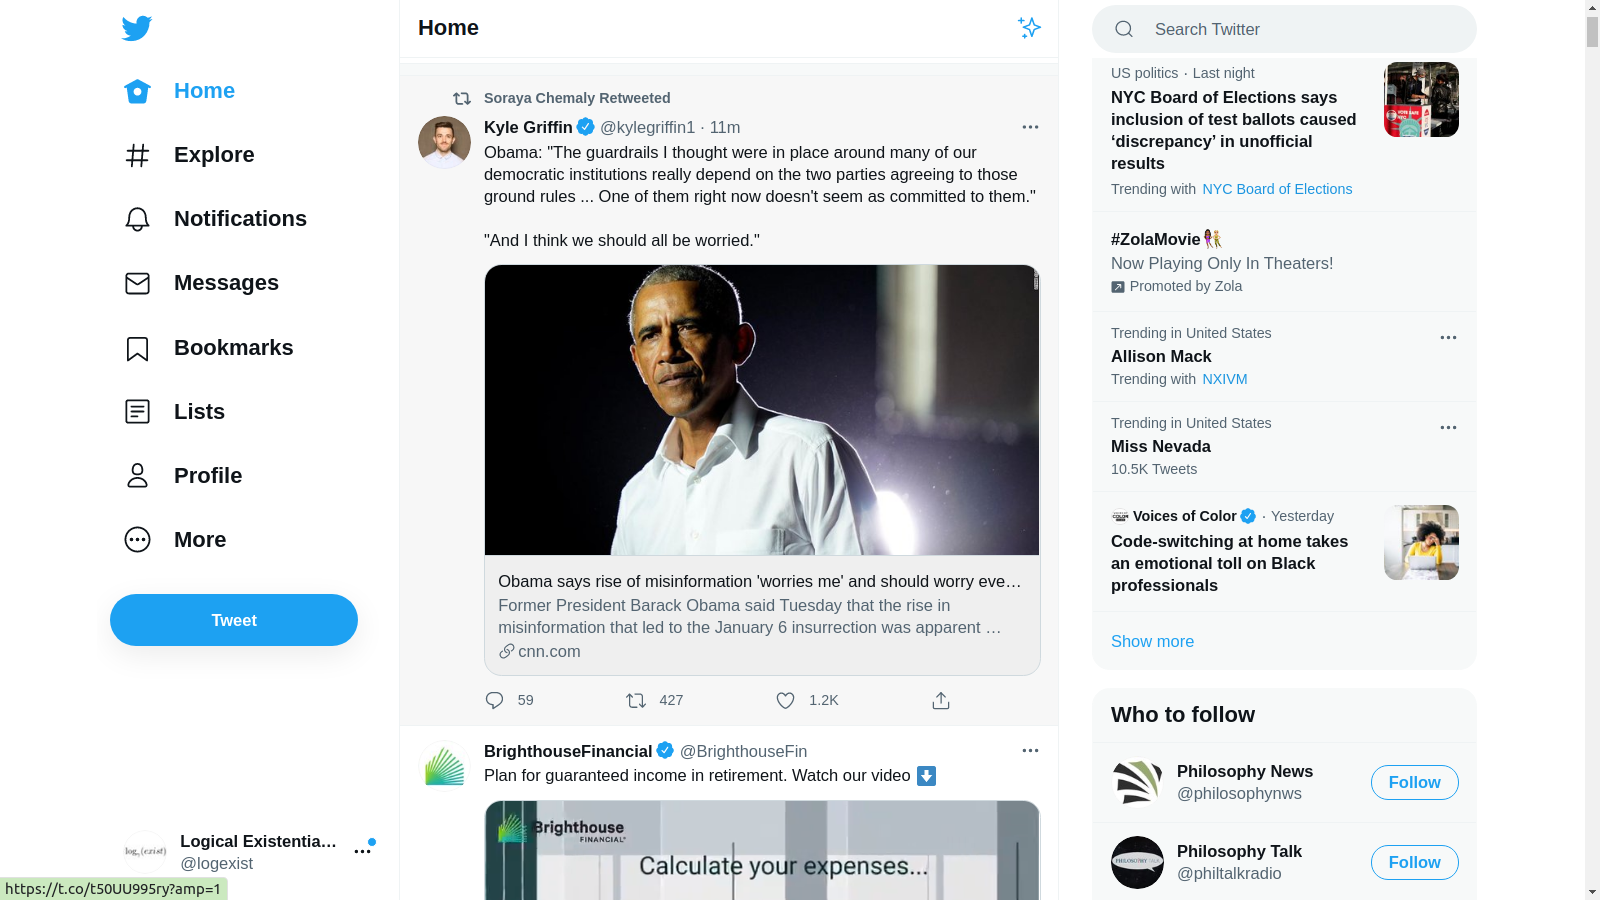 Home
Explore
Notifications
Messages
Bookmarks
Lists
Profile
More
Tweet
Logical Existentia…
@logexist
https://t.co/t50UU995ry?amp=1
Home
Soraya Chemaly Retweeted
Kyle Griffin @kylegriffin1 · 11m
Obama: "The guardrails I thought were in place around many of our
democratic institutions really depend on the two parties agreeing to those
ground rules ... One of them right now doesn't seem as committed to them."
"And I think we should all be worried."
Obama says rise of misinformation 'worries me' and should worry eve…
Former President Barack Obama said Tuesday that the rise in
misinformation that led to the January 6 insurrection was apparent …
cnn.com
59 427 1.2K
BrighthouseFinancial @BrighthouseFin
Plan for guaranteed income in retirement. Watch our video ⬇️
Brighthouse
FINANCIAL
Calculate your expenses...
Search Twitter
US politics · Last night
NYC Board of Elections says
inclusion of test ballots caused
‘discrepancy’ in unofficial
results
Trending with NYC Board of Elections
#ZolaMovie
Now Playing Only In Theaters!
Promoted by Zola
Trending in United States
Allison Mack
Trending with NXIVM
Trending in United States
Miss Nevada
10.5K Tweets
Voices of Color · Yesterday
Code-switching at home takes
an emotional toll on Black
professionals
Show more
Who to follow
Philosophy News
@philosophynws
Follow
PHILOSOPHY TALK
Philosophy Talk
@philtalkradio
Follow